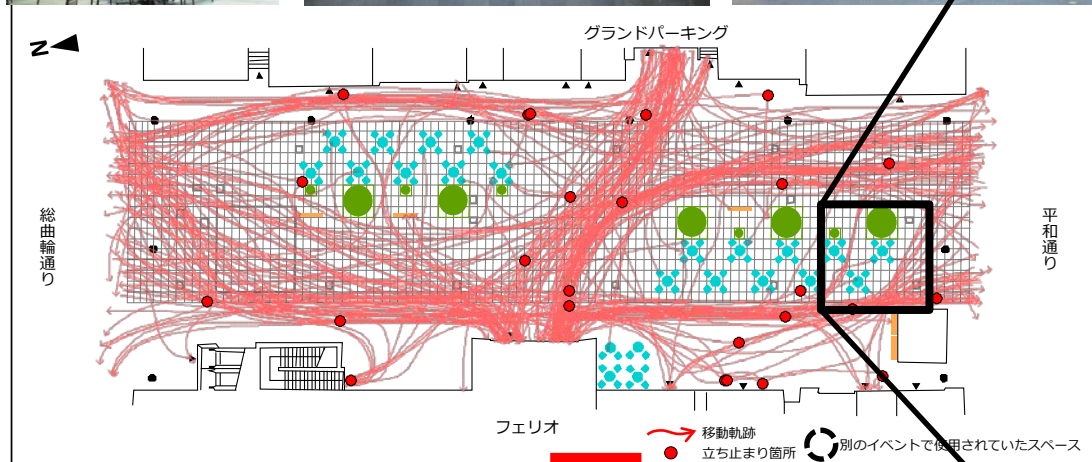 グランドパーキング
N
総曲輪通り
平和通り
フェリオ
移動軌跡
立ち止まり箇所
別のイベントで使用されていたスペース